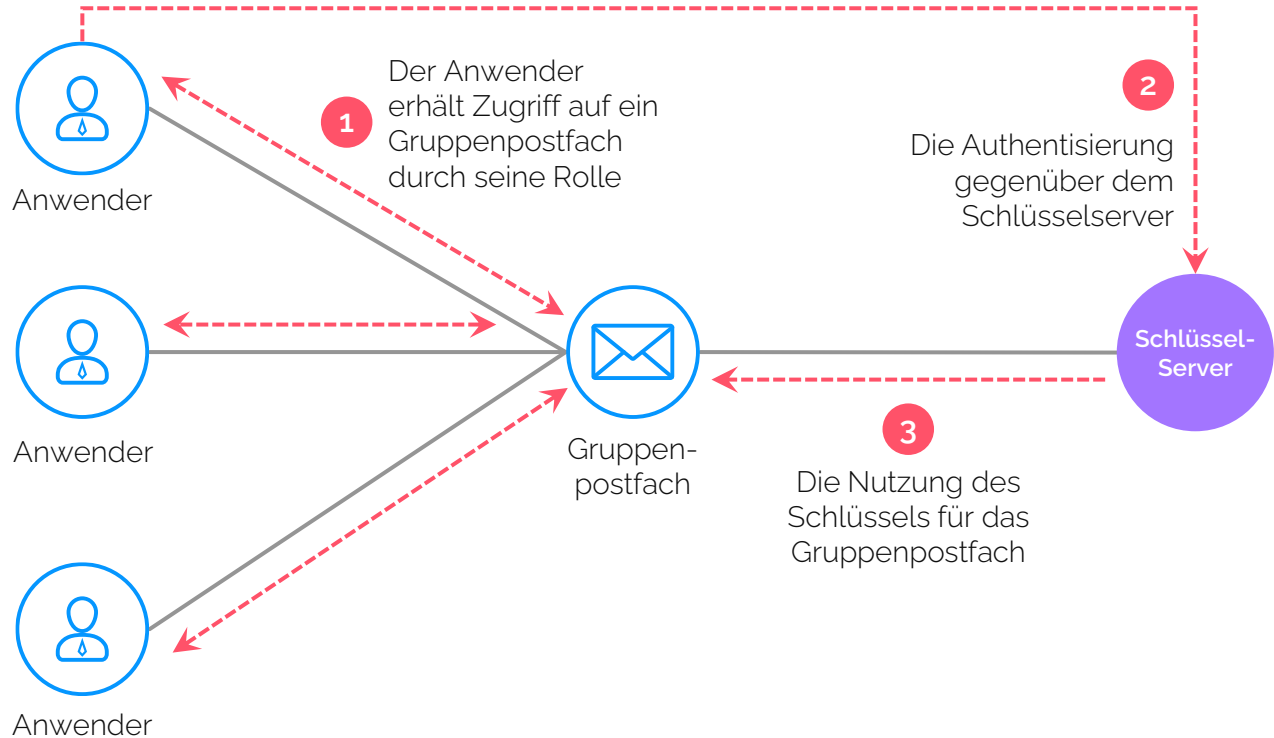 1
Der Anwender
erhält Zugriff auf ein
Gruppenpostfach
durch seine Rolle
2
Die Authentisierung
gegenüber dem
Schlüsselserver
Anwender
Schlüssel-
Server
Anwender
Gruppen-
postfach
3
Die Nutzung des
Schlüssels für das
Gruppenpostfach
Anwender